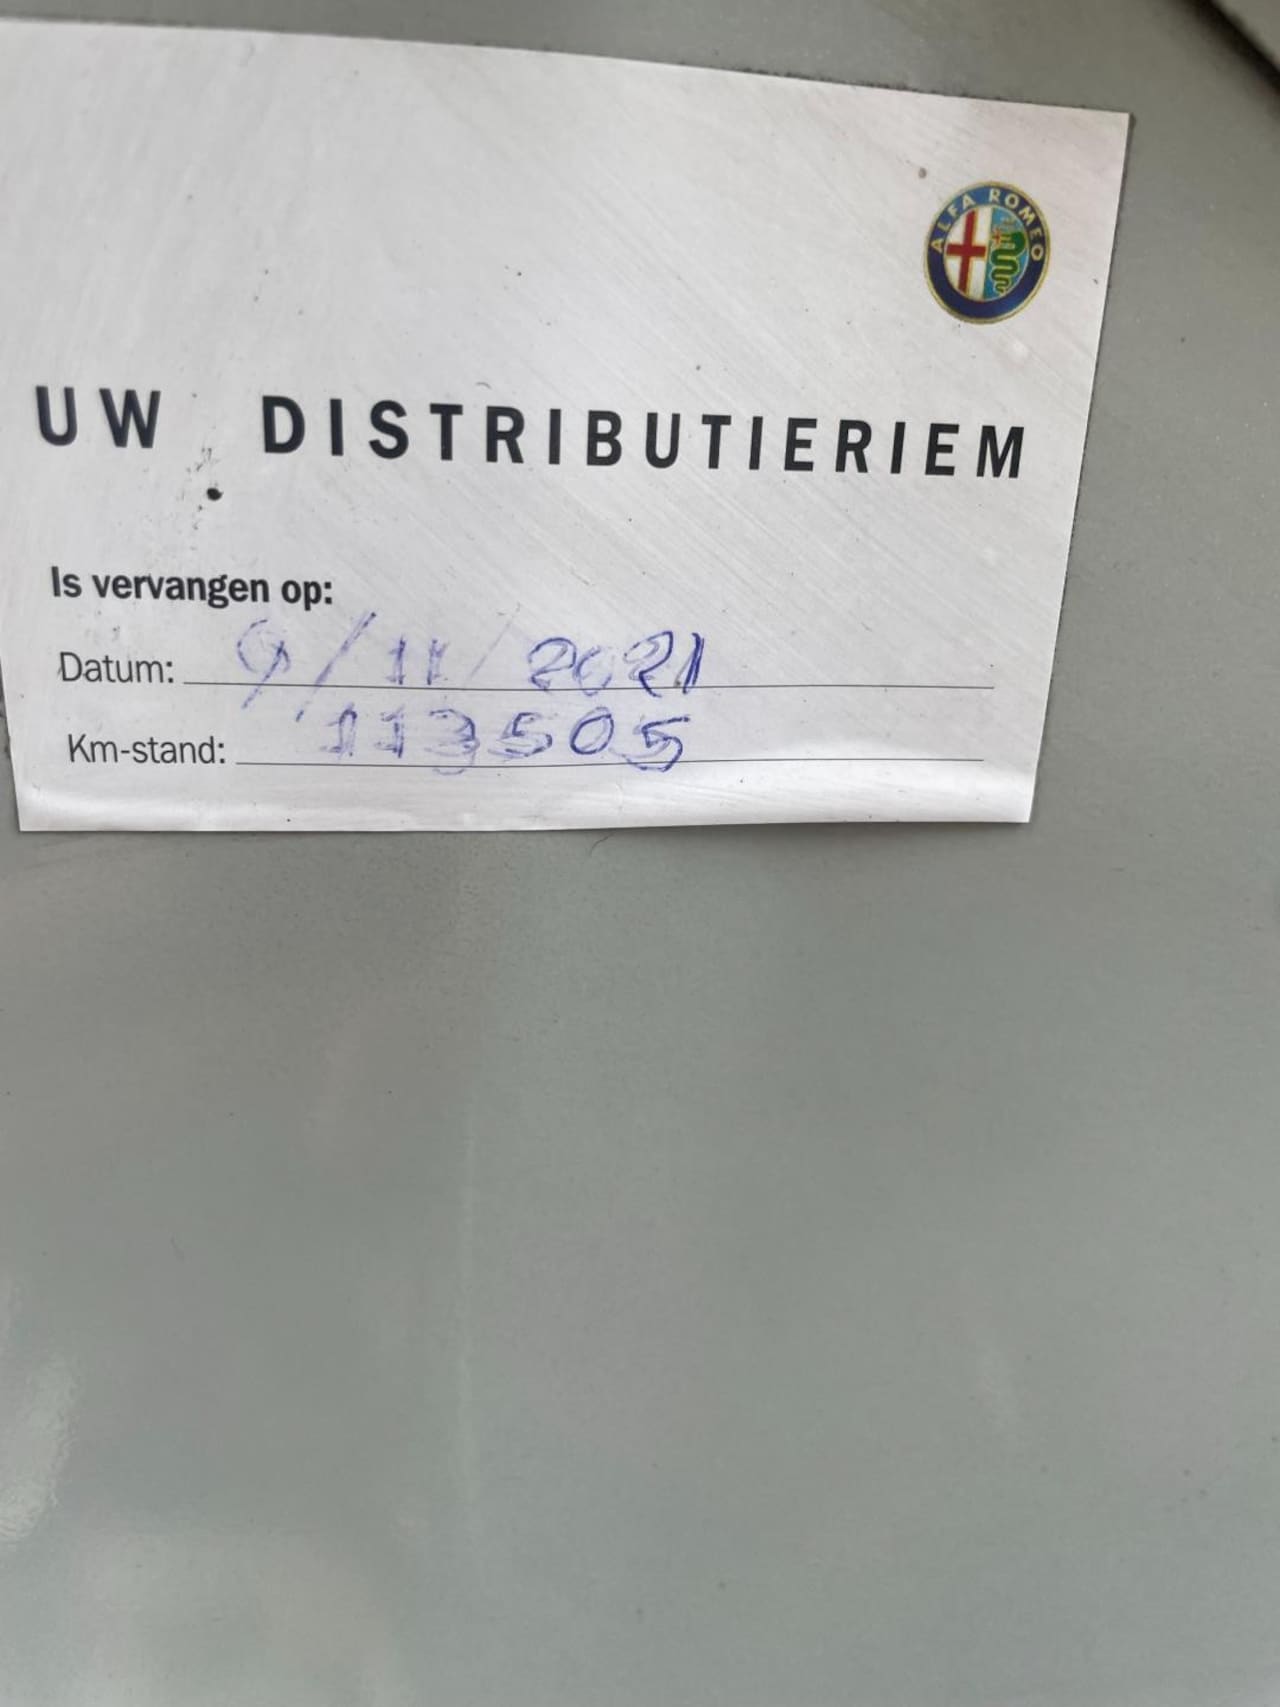 ALFA ROMEO
UW DISTRIBUTIERIEM
Is vervangen op:
Datum: 9/11/2021
Km-stand: 113505